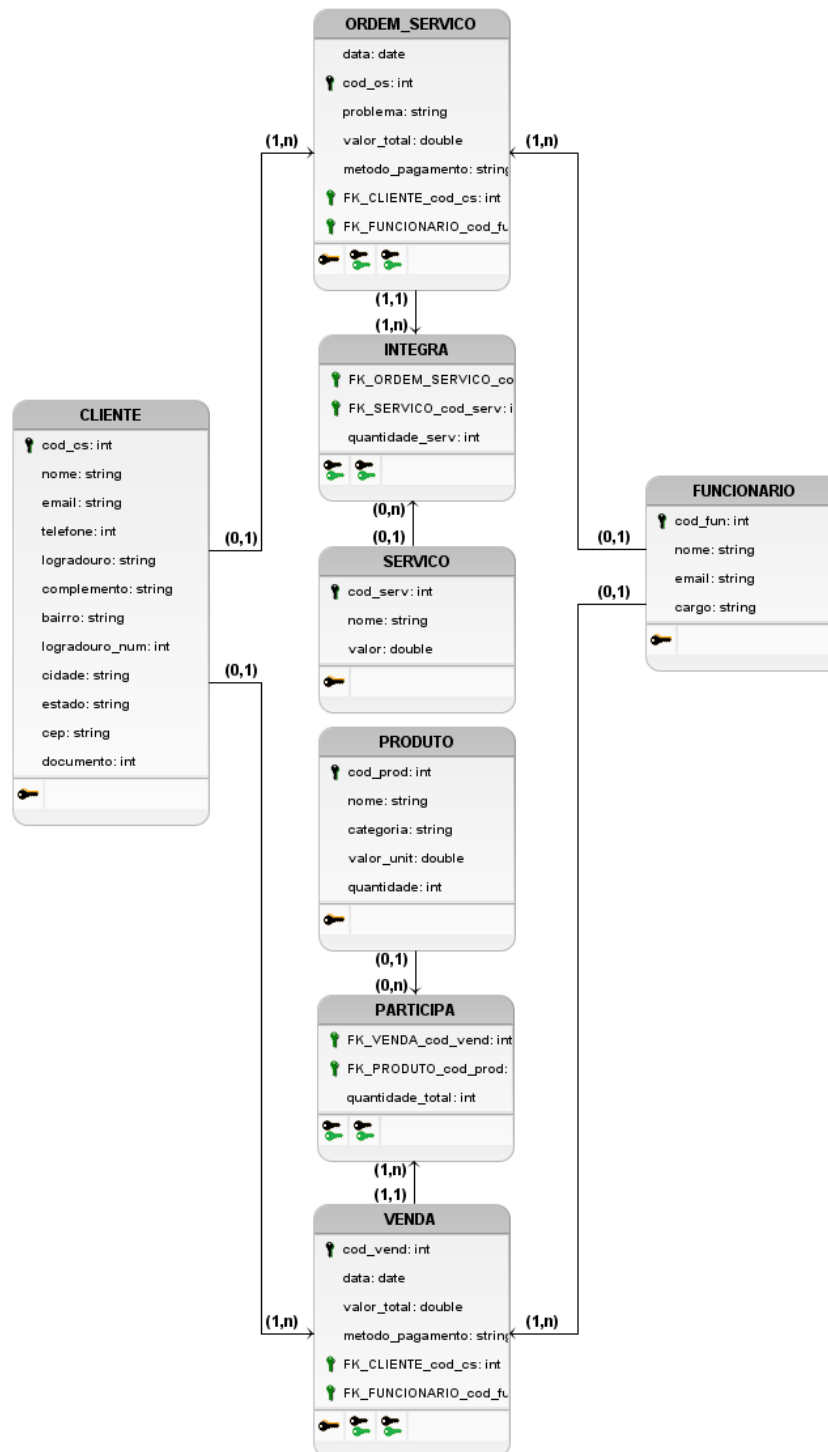 ORDEM_SERVICO
data: date
cod_os: int
problema: string
valor_total: double
metodo_pagamento: string
FK_CLIENTE_cod_cs: int
FK_FUNCIONARIO_cod_fu
(1,n)
(1,n)
(1,1)
(1,n)
INTEGRA
FK_ORDEM_SERVICO_co
FK_SERVICO_cod_serv: i
quantidade_serv: int
(0,n)
(0,1)
CLIENTE
cod_cs: int
nome: string
email: string
telefone: int
logradouro: string
complemento: string
bairro: string
logradouro_num: int
cidade: string
estado: string
cep: string
documento: int
(0,1)
(0,1)
SERVICO
cod_serv: int
nome: string
valor: double
FUNCIONARIO
cod_fun: int
nome: string
email: string
cargo: string
(0,1)
(0,1)
PRODUTO
cod_prod: int
nome: string
categoria: string
valor_unit: double
quantidade: int
(0,1)
(0,n)
PARTICIPA
FK_VENDA_cod_vend: int
FK_PRODUTO_cod_prod:
quantidade_total: int
(1,n)
(1,1)
VENDA
cod_vend: int
data: date
valor_total: double
metodo_pagamento: string
FK_CLIENTE_cod_cs: int
FK_FUNCIONARIO_cod_fu
(1,n)
(1,n)